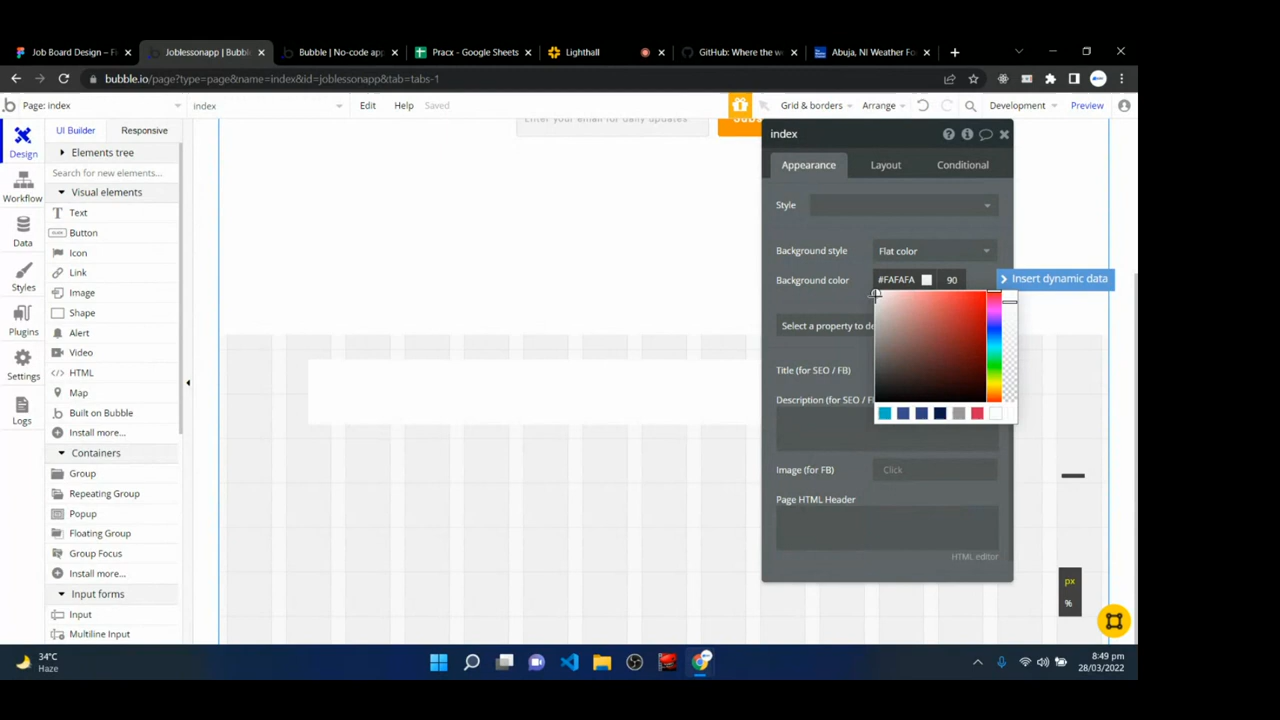 Job Board Design – Fr
Joblessonapp | Bubbl
Bubble | No-code app
Pracx - Google Sheets
Lighthall
GitHub: Where the w
Abuja, NI Weather Fo
bubble.io/page?type=page&name=index&id=joblessonapp&tab=tabs-1
Page: index
index
Edit
Help
Saved
Grid & borders
Arrange
Development
Preview
Design
Workflow
Data
Styles
Plugins
Settings
Logs
UI Builder
Responsive
Elements tree
Search for new elements...
Visual elements
Text
CLICK
Button
Icon
Link
Image
Shape
Alert
Video
</> HTML
Map
Built on Bubble
Install more...
Containers
Group
Repeating Group
Popup
Floating Group
Group Focus
Install more...
Input forms
Input
Multiline Input
Enter your email for daily updates
index
Appearance
Layout
Conditional
Style
Background style
Flat color
Background color
#FAFAFA
90
Insert dynamic data
Select a property to de
Title (for SEO / FB)
Description (for SEO / F
Image (for FB)
Click
Page HTML Header
HTML editor
px
%
34°C
Haze
8:49 pm
28/03/2022